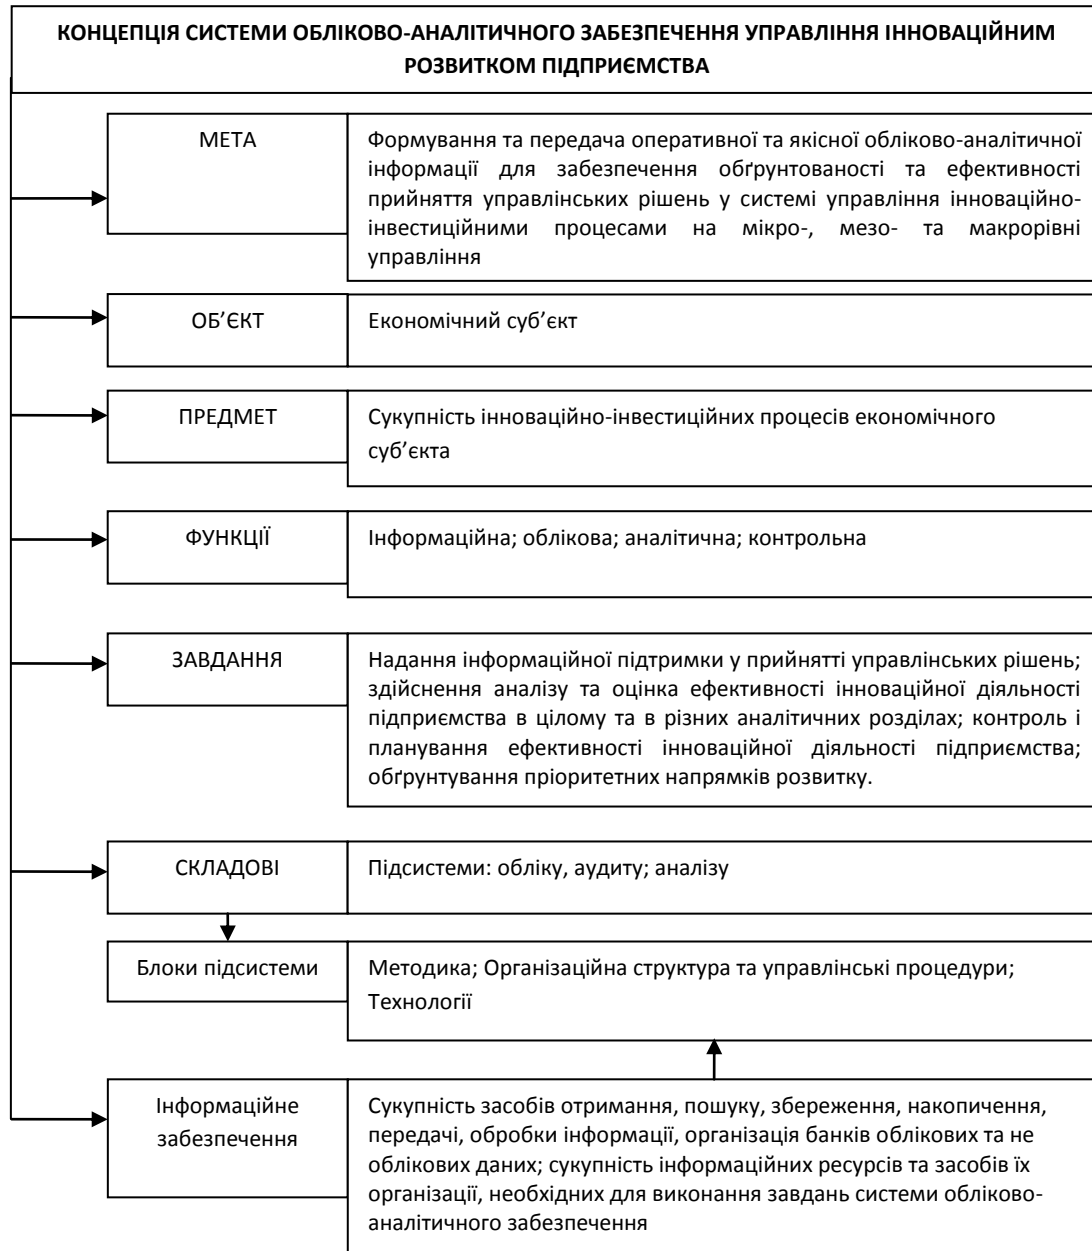 КОНЦЕПЦІЯ СИСТЕМИ ОБЛІКОВО-АНАЛІТИЧНОГО ЗАБЕЗПЕЧЕННЯ УПРАВЛІННЯ ІННОВАЦІЙНИМ
РОЗВИТКОМ ПІДПРИЄМСТВА
МЕТА
Формування та передача оперативної та якісної обліково-аналітичної
інформації для забезпечення обґрунтованості та ефективності
прийняття управлінських рішень у системі управління інноваційно-
інвестиційними процесами на мікро-, мезо- та макрорівні
управління
ОБ’ЄКТ
Економічний суб’єкт
ПРЕДМЕТ
Сукупність інноваційно-інвестиційних процесів економічного
суб’єкта
ФУНКЦІЇ
Інформаційна; облікова; аналітична; контрольна
ЗАВДАННЯ
Надання інформаційної підтримки у прийнятті управлінських рішень;
здійснення аналізу та оцінка ефективності інноваційної діяльності
підприємства в цілому та в різних аналітичних розділах; контроль і
планування ефективності інноваційної діяльності підприємства;
обґрунтування пріоритетних напрямків розвитку.
СКЛАДОВІ
Підсистеми: обліку, аудиту; аналізу
Блоки підсистеми
Методика; Організаційна структура та управлінські процедури;
Технології
Інформаційне
забезпечення
Сукупність засобів отримання, пошуку, збереження, накопичення,
передачі, обробки інформації, організація банків облікових та не
облікових даних; сукупність інформаційних ресурсів та засобів їх
організації, необхідних для виконання завдань системи обліково-
аналітичного забезпечення